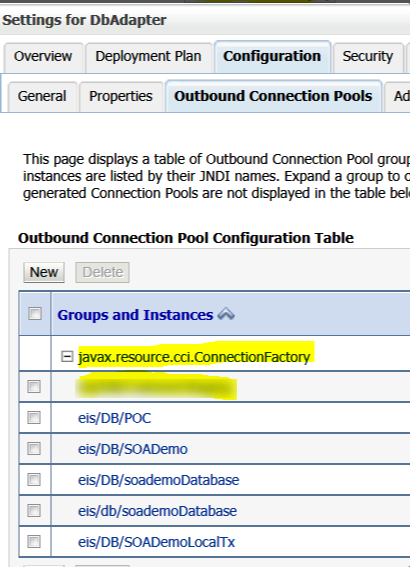 Settings for DbAdapter
Overview Deployment Plan Configuration Security
General Properties Outbound Connection Pools Ad
This page displays a table of Outbound Connection Pool grou
instances are listed by their JNDI names. Expand a group to
generated Connection Pools are not displayed in the table bel
Outbound Connection Pool Configuration Table
New Delete
Groups and Instances
javax.resource.cci.ConnectionFactory
eis/DB/POC
eis/DB/SOADemo
eis/DB/soademoDatabase
eis/db/soademoDatabase
eis/DB/SOADemoLocalTx